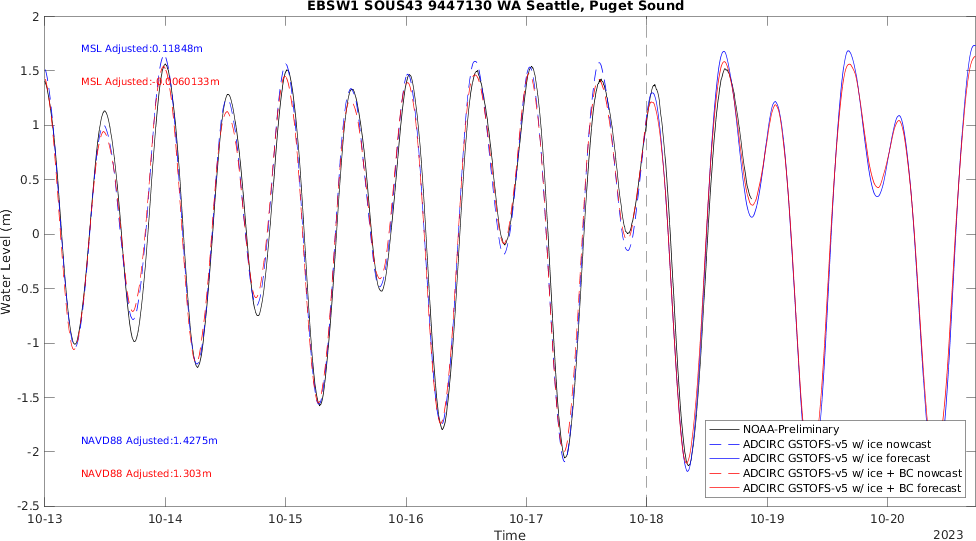 EBSW1 SOUS43 9447130 WA Seattle, Puget Sound
2
1.5
1
0.5
0
-0.5
-1
-1.5
-2
-2.5
Water Level (m)
MSL Adjusted:0.11848m
MSL Adjusted:-0.0060133m
NAVD88 Adjusted:1.4275m
NAVD88 Adjusted:1.303m
NOAA-Preliminary
ADCIRC GSTOFS-v5 w/ ice nowcast
ADCIRC GSTOFS-v5 w/ ice forecast
ADCIRC GSTOFS-v5 w/ ice + BC nowcast
ADCIRC GSTOFS-v5 w/ ice + BC forecast
10-13 10-14 10-15 10-16 10-17 10-18 10-19 10-20
Time
2023